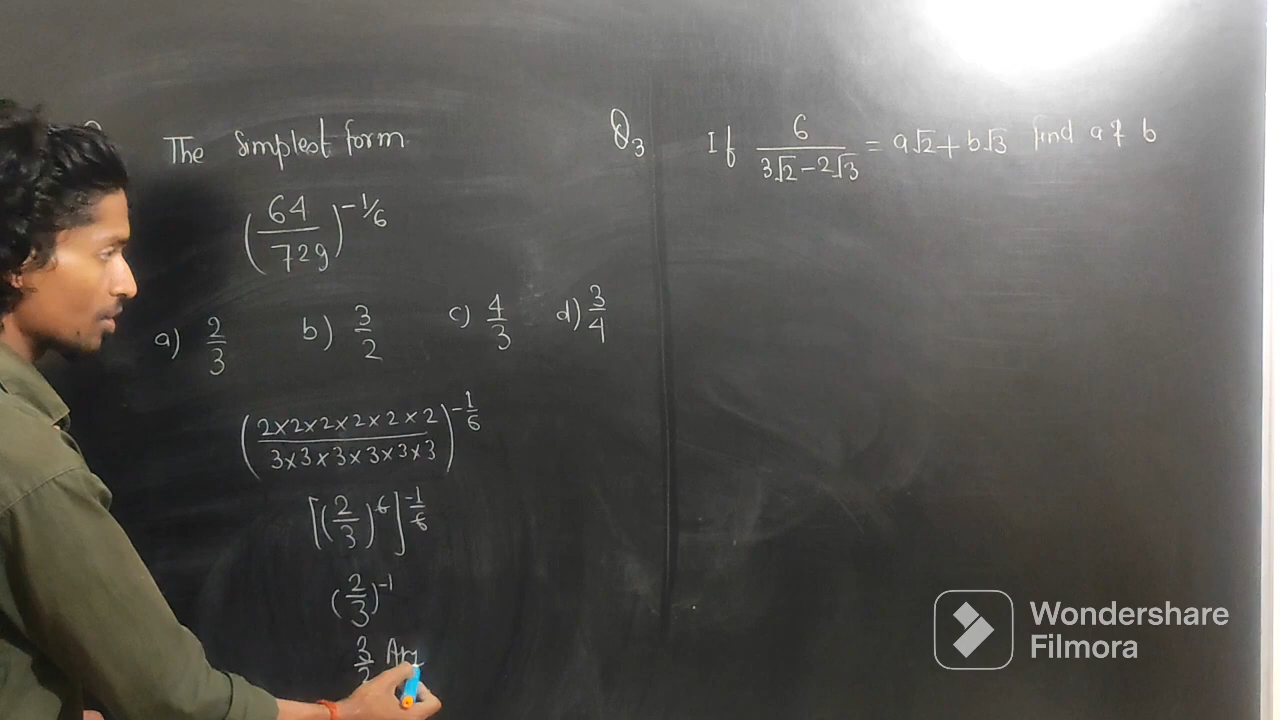 The Simplest form
(64/729)^-1/6
a) 2/3 b) 3/2 c) 4/3 d) 3/4
(2×2×2×2×2×2/3×3×3×3×3×3)^-1/6
[(2/3)^6]^-1/6
(2/3)^-1
3/2
Q3 If 6/3√2-2√3 = a√2+b√3 find a & b
Wondershare
Filmora